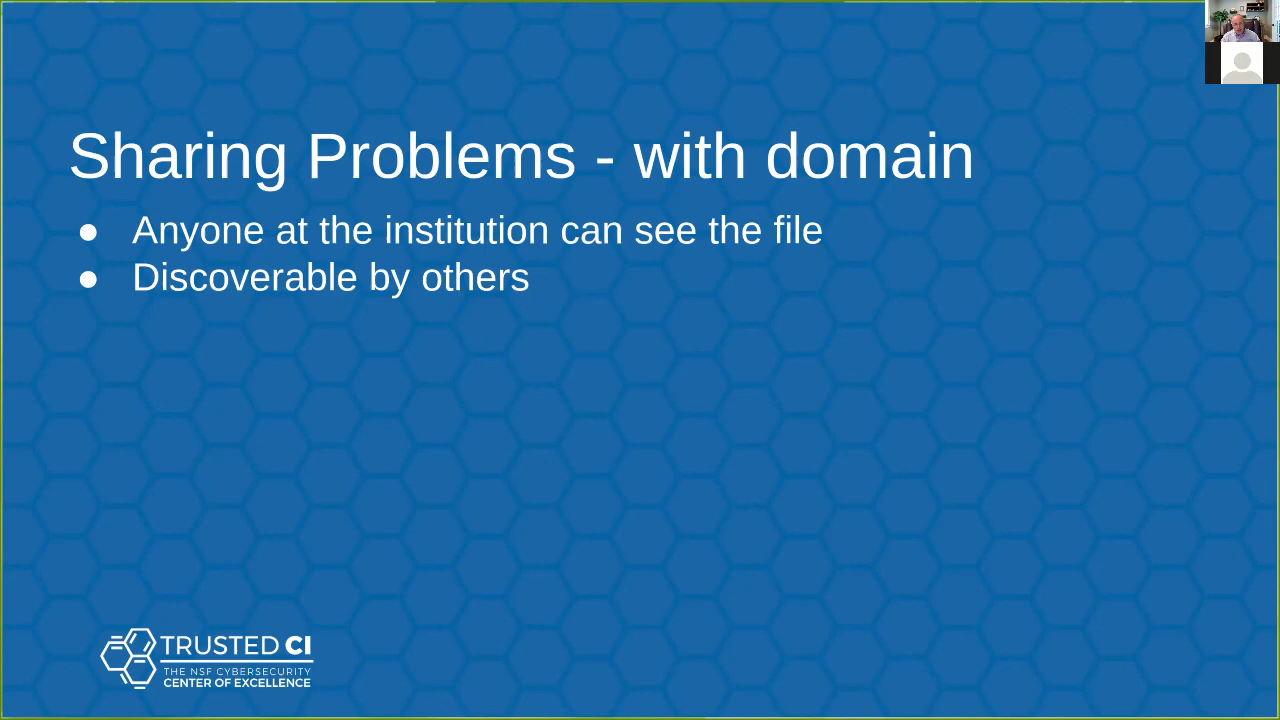 Sharing Problems - with domain
● Anyone at the institution can see the file
● Discoverable by others
TRUSTED CI
THE NSF CYBERSECURITY
CENTER OF EXCELLENCE